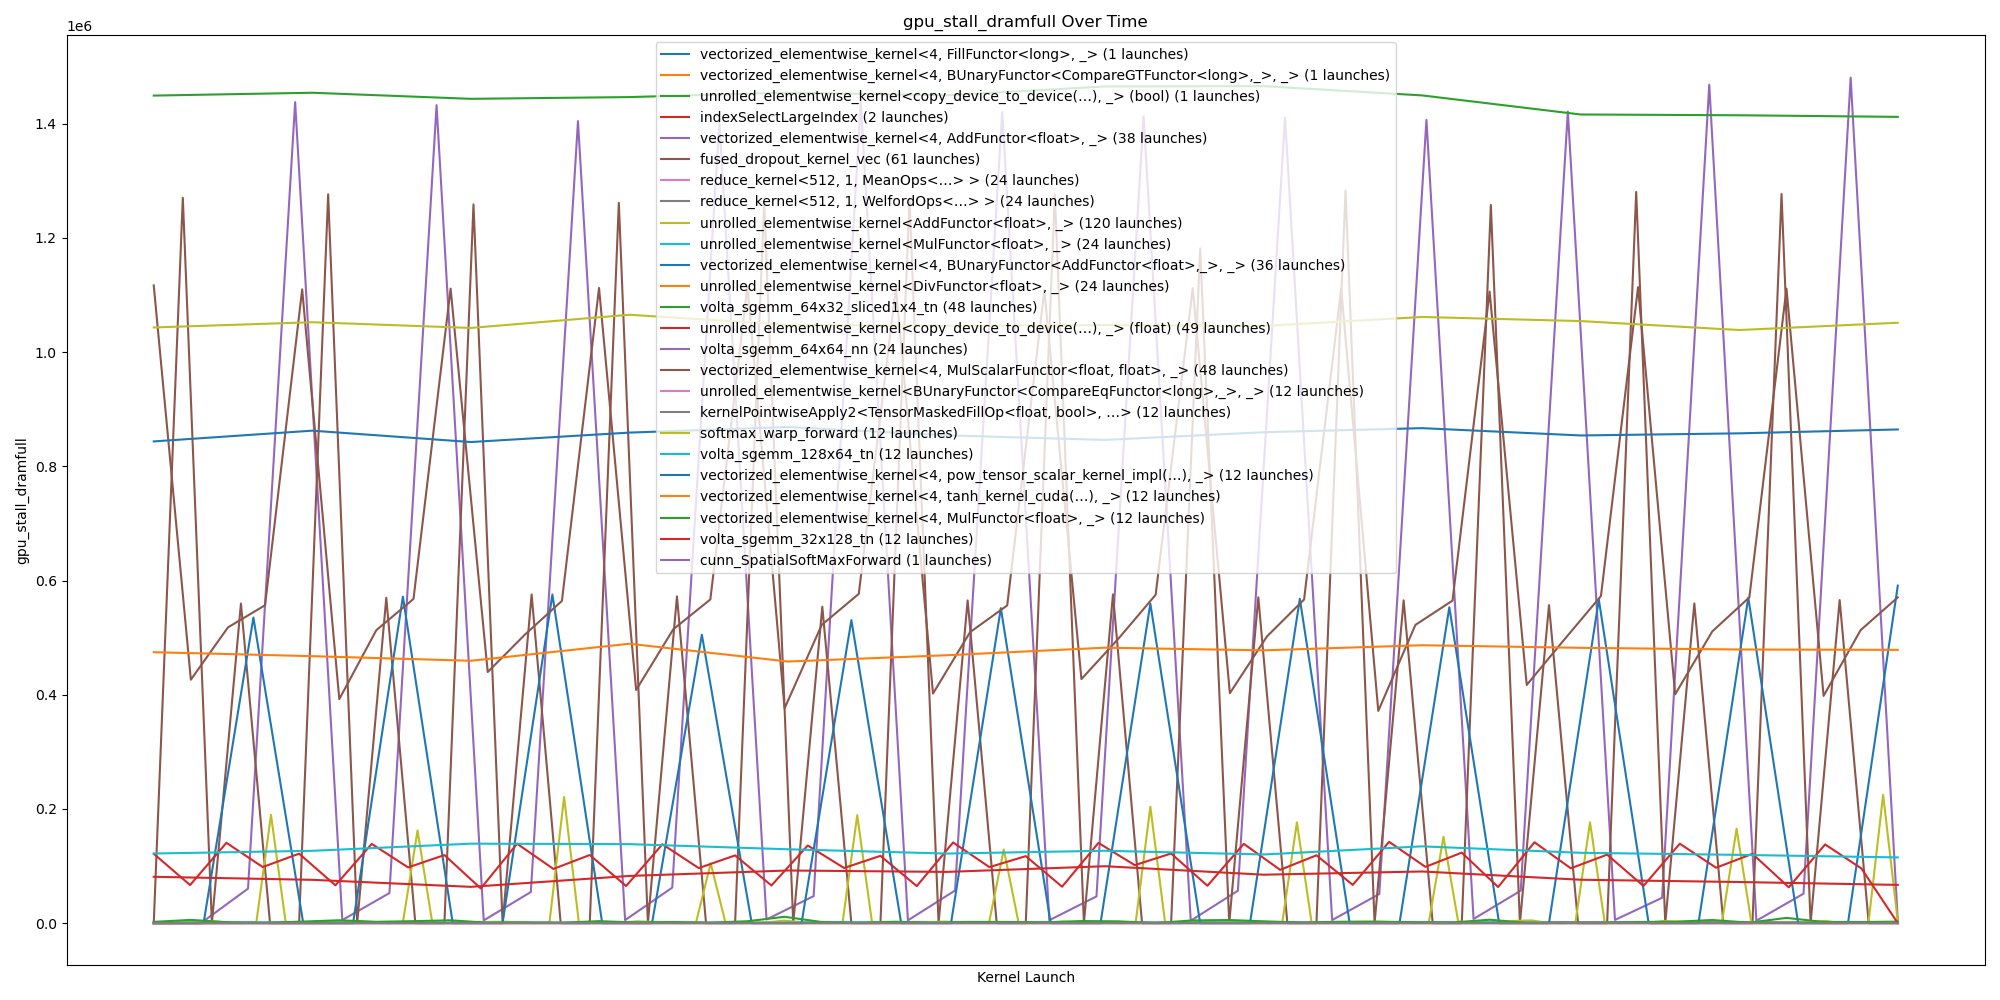 gpu_stall_dramfull Over Time
1e6
vectorized_elementwise_kernel<4, FillFunctor<long>, _> (1 launches)
vectorized_elementwise_kernel<4, BUnaryFunctor<CompareGTFunctor<long>,_>, _> (1 launches)
unrolled_elementwise_kernel<copy_device_to_device(...), _> (bool) (1 launches)
indexSelectLargeIndex (2 launches)
vectorized_elementwise_kernel<4, AddFunctor<float>, _> (38 launches)
fused_dropout_kernel_vec (61 launches)
reduce_kernel<512, 1, MeanOps<...> > (24 launches)
reduce_kernel<512, 1, WelfordOps<...> > (24 launches)
unrolled_elementwise_kernel<AddFunctor<float>, _> (120 launches)
unrolled_elementwise_kernel<MulFunctor<float>, _> (24 launches)
vectorized_elementwise_kernel<4, BUnaryFunctor<AddFunctor<float>,_>, _> (36 launches)
unrolled_elementwise_kernel<DivFunctor<float>, _> (24 launches)
volta_sgemm_64x32_sliced1x4_tn (48 launches)
unrolled_elementwise_kernel<copy_device_to_device(...), _> (float) (49 launches)
volta_sgemm_64x64_nn (24 launches)
vectorized_elementwise_kernel<4, MulScalarFunctor<float, float>, _> (48 launches)
unrolled_elementwise_kernel<BUnaryFunctor<CompareEqFunctor<long>,_>, _> (12 launches)
kernelPointwiseApply2<TensorMaskedFillOp<float, bool>, ...> (12 launches)
softmax_warp_forward (12 launches)
volta_sgemm_128x64_tn (12 launches)
vectorized_elementwise_kernel<4, pow_tensor_scalar_kernel_impl(...), _> (12 launches)
vectorized_elementwise_kernel<4, tanh_kernel_cuda(...), _> (12 launches)
vectorized_elementwise_kernel<4, MulFunctor<float>, _> (12 launches)
volta_sgemm_32x128_tn (12 launches)
cunn_SpatialSoftMaxForward (1 launches)
1.4
1.2
1.0
0.8
0.6
0.4
0.2
0.0
gpu_stall_dramfull
Kernel Launch